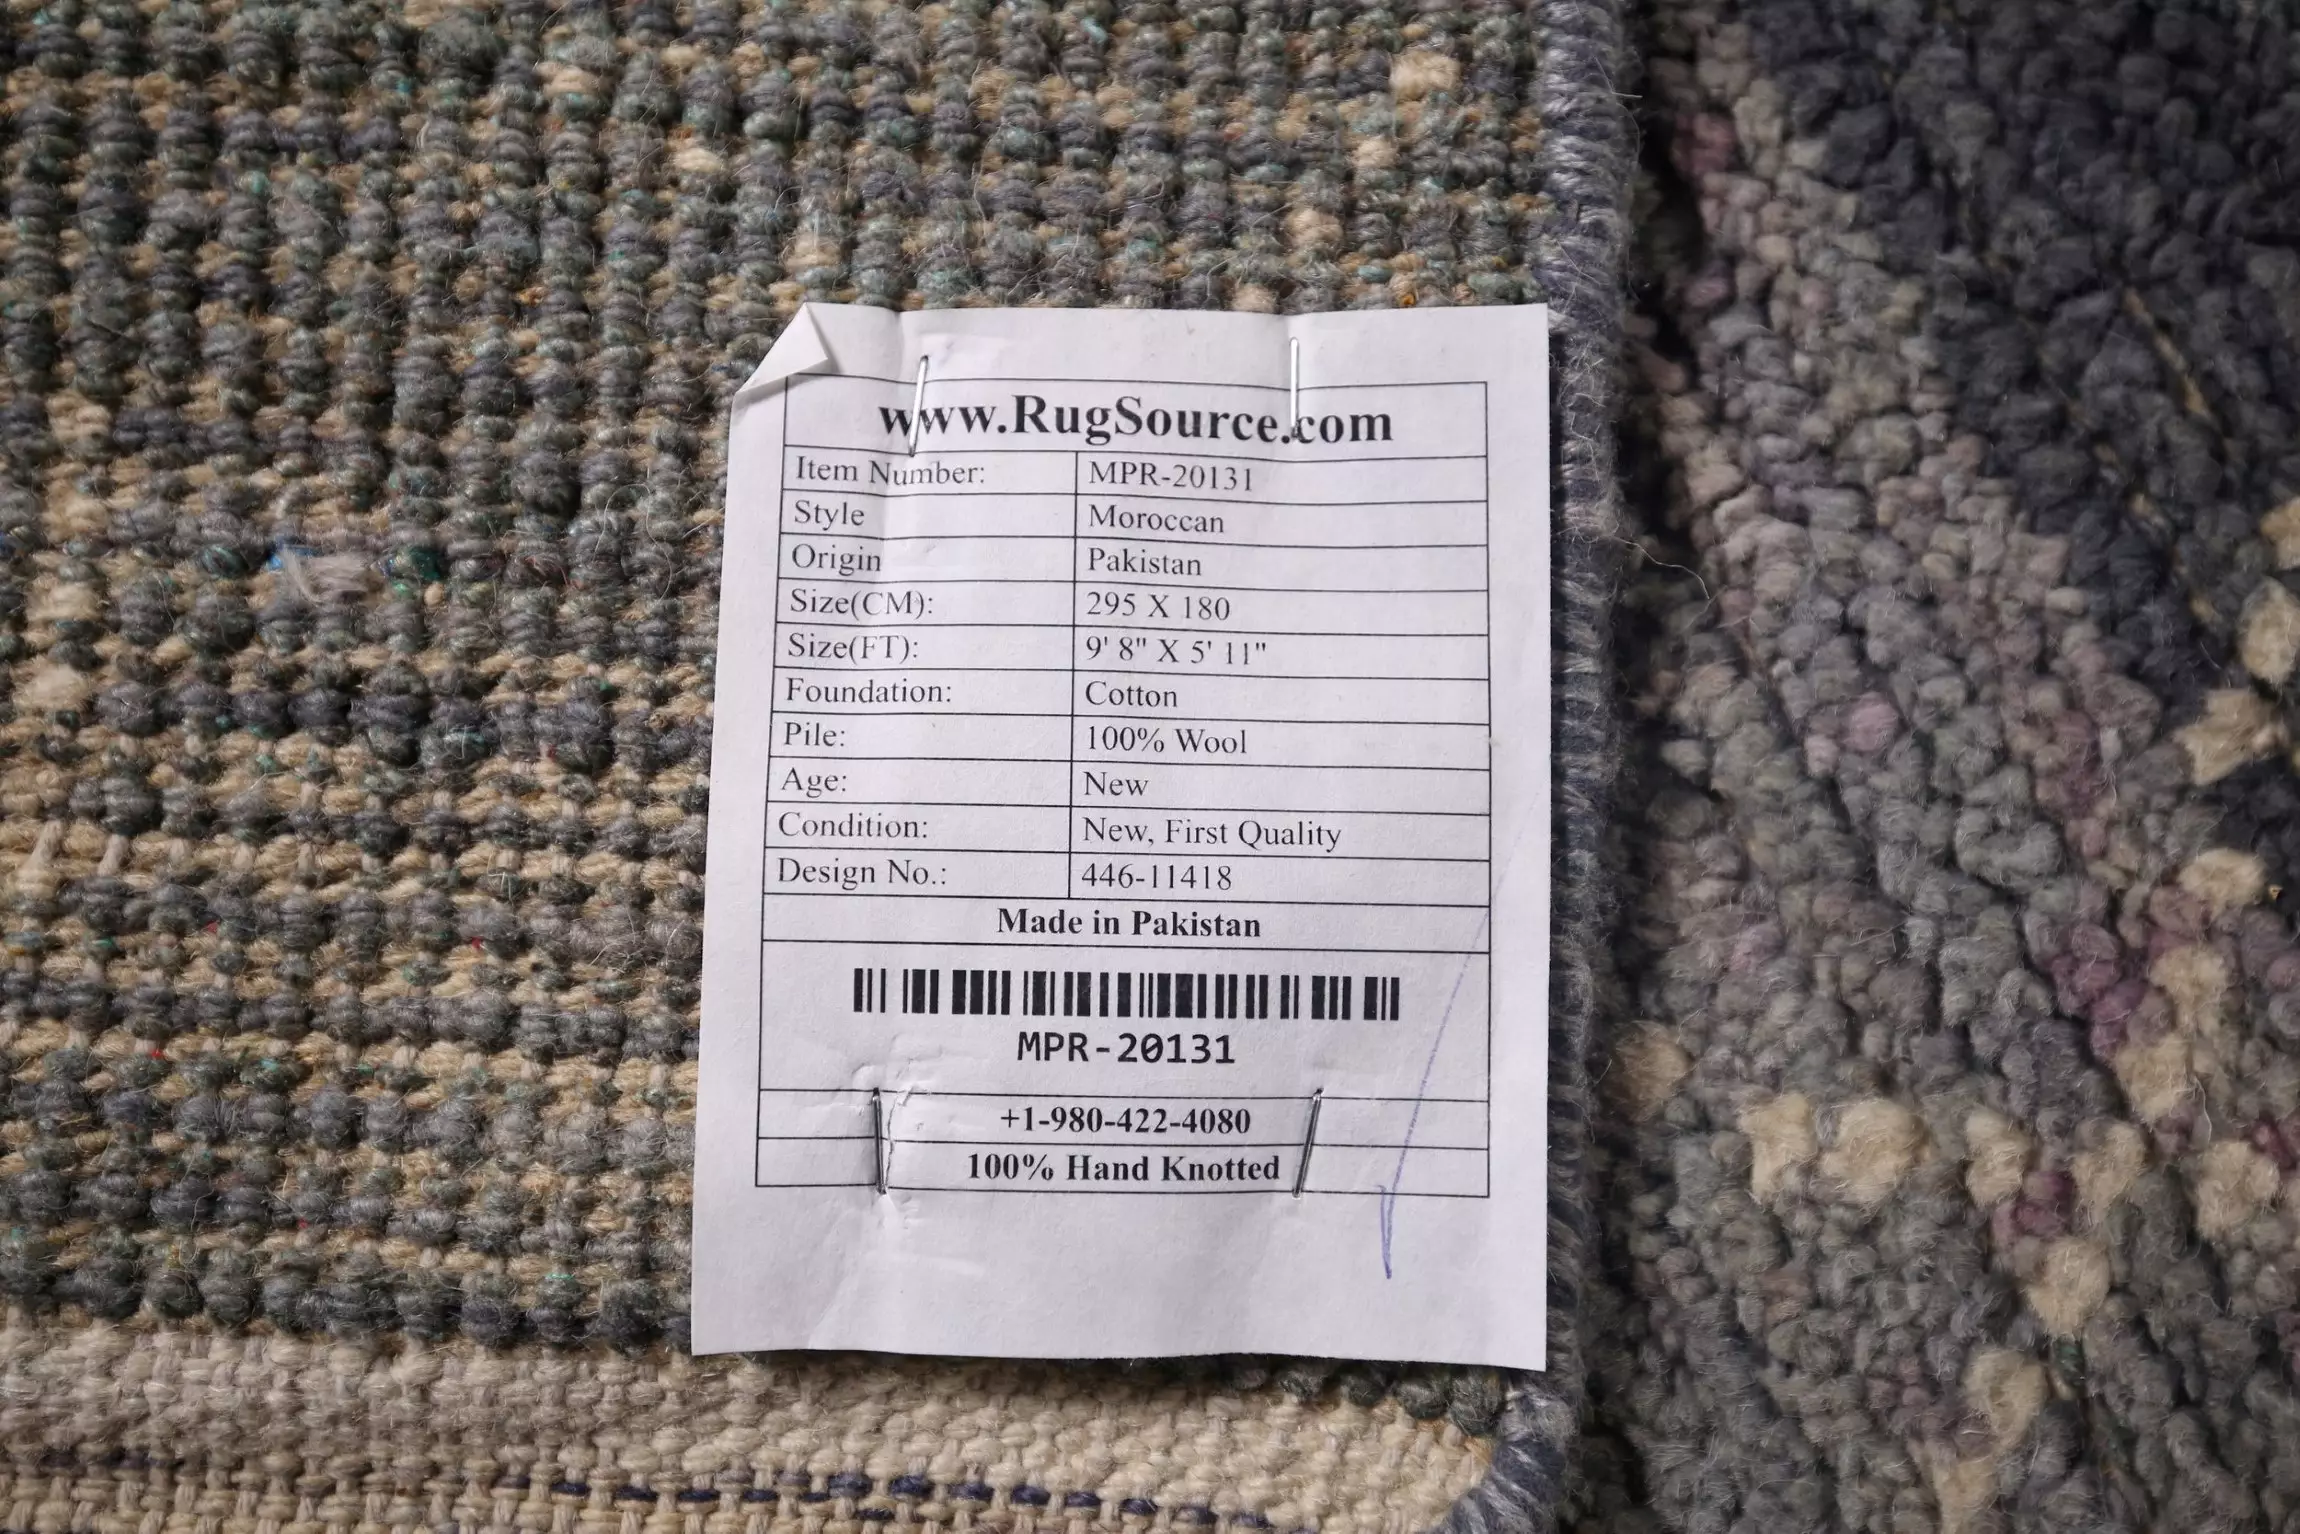 www.RugSource.com
Item Number: MPR-20131
Style Moroccan
Origin Pakistan
Size(CM): 295 X 180
Size(FT): 9' 8" X 5' 11"
Foundation: Cotton
Pile: 100% Wool
Age: New
Condition: New, First Quality
Design No.: 446-11418
Made in Pakistan
MPR-20131
+1-980-422-4080
100% Hand Knotted